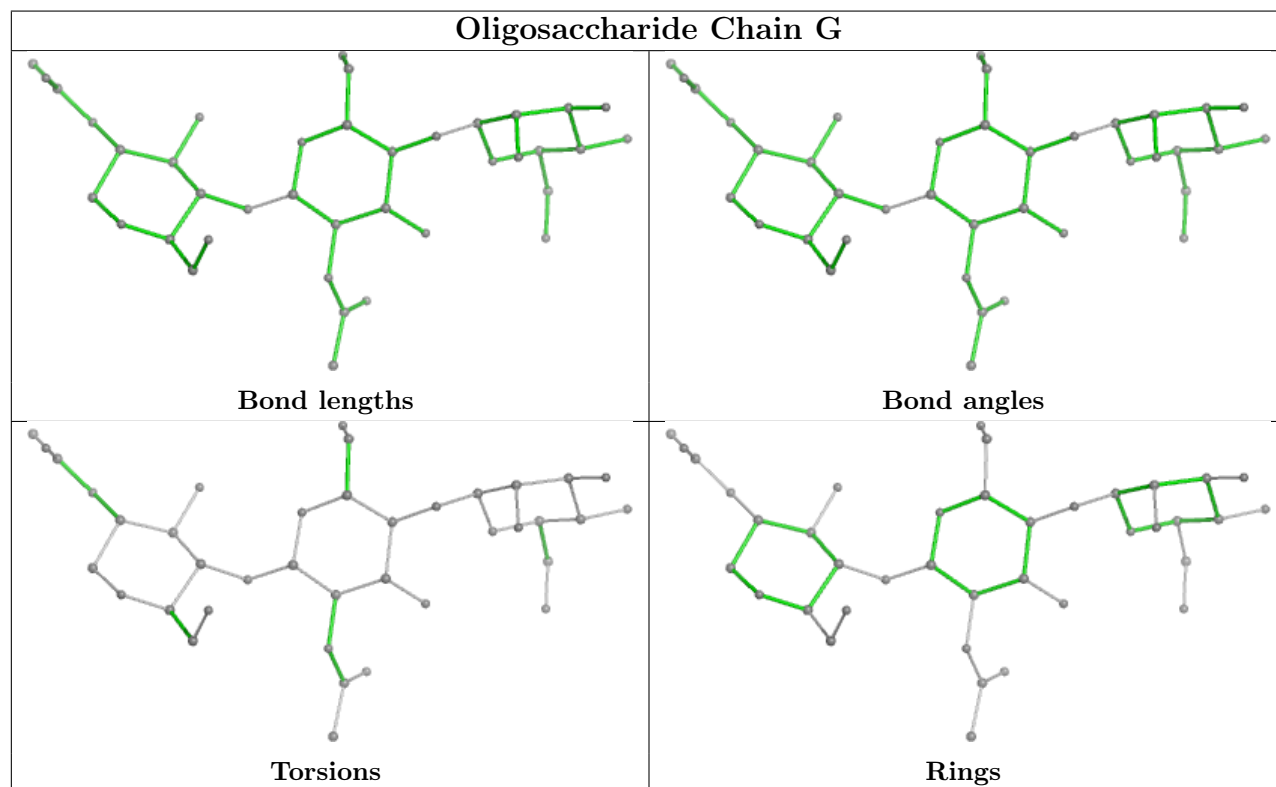 Oligosaccharide Chain G
Bond lengths
Bond angles
Torsions
Rings